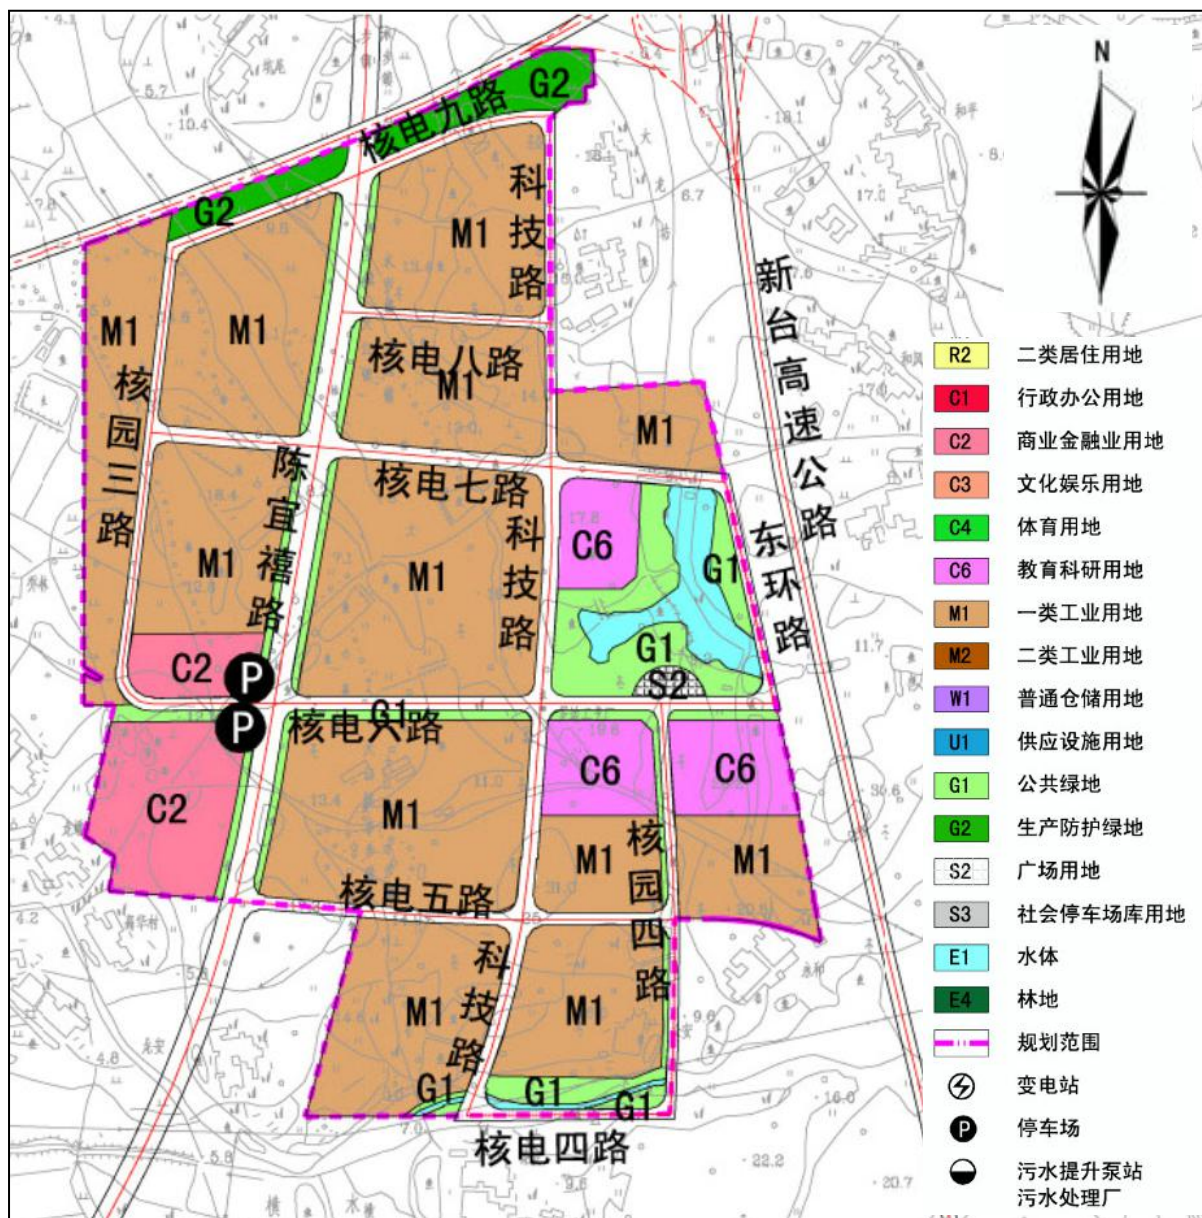 N
核电九路
G2
G2
科技路
M1
M1
M1
核电八路
M1
核园三路
新台高速公路
M1
陈宜禧路
核电七路
科技路
C6
G1
东环路
M1
M1
G1
S2
C2
P
P
G1
核电六路
C2
M1
C6
C6
M1
M1
核园四路
核电五路
科技路
M1
M1
G1
G1
G1
核电四路
R2 二类居住用地
C1 行政办公用地
C2 商业金融业用地
C3 文化娱乐用地
C4 体育用地
C6 教育科研用地
M1 一类工业用地
M2 二类工业用地
W1 普通仓储用地
U1 供应设施用地
G1 公共绿地
G2 生产防护绿地
S2 广场用地
S3 社会停车场库用地
E1 水体
E4 林地
规划范围
变电站
P 停车场
污水提升泵站
污水处理厂